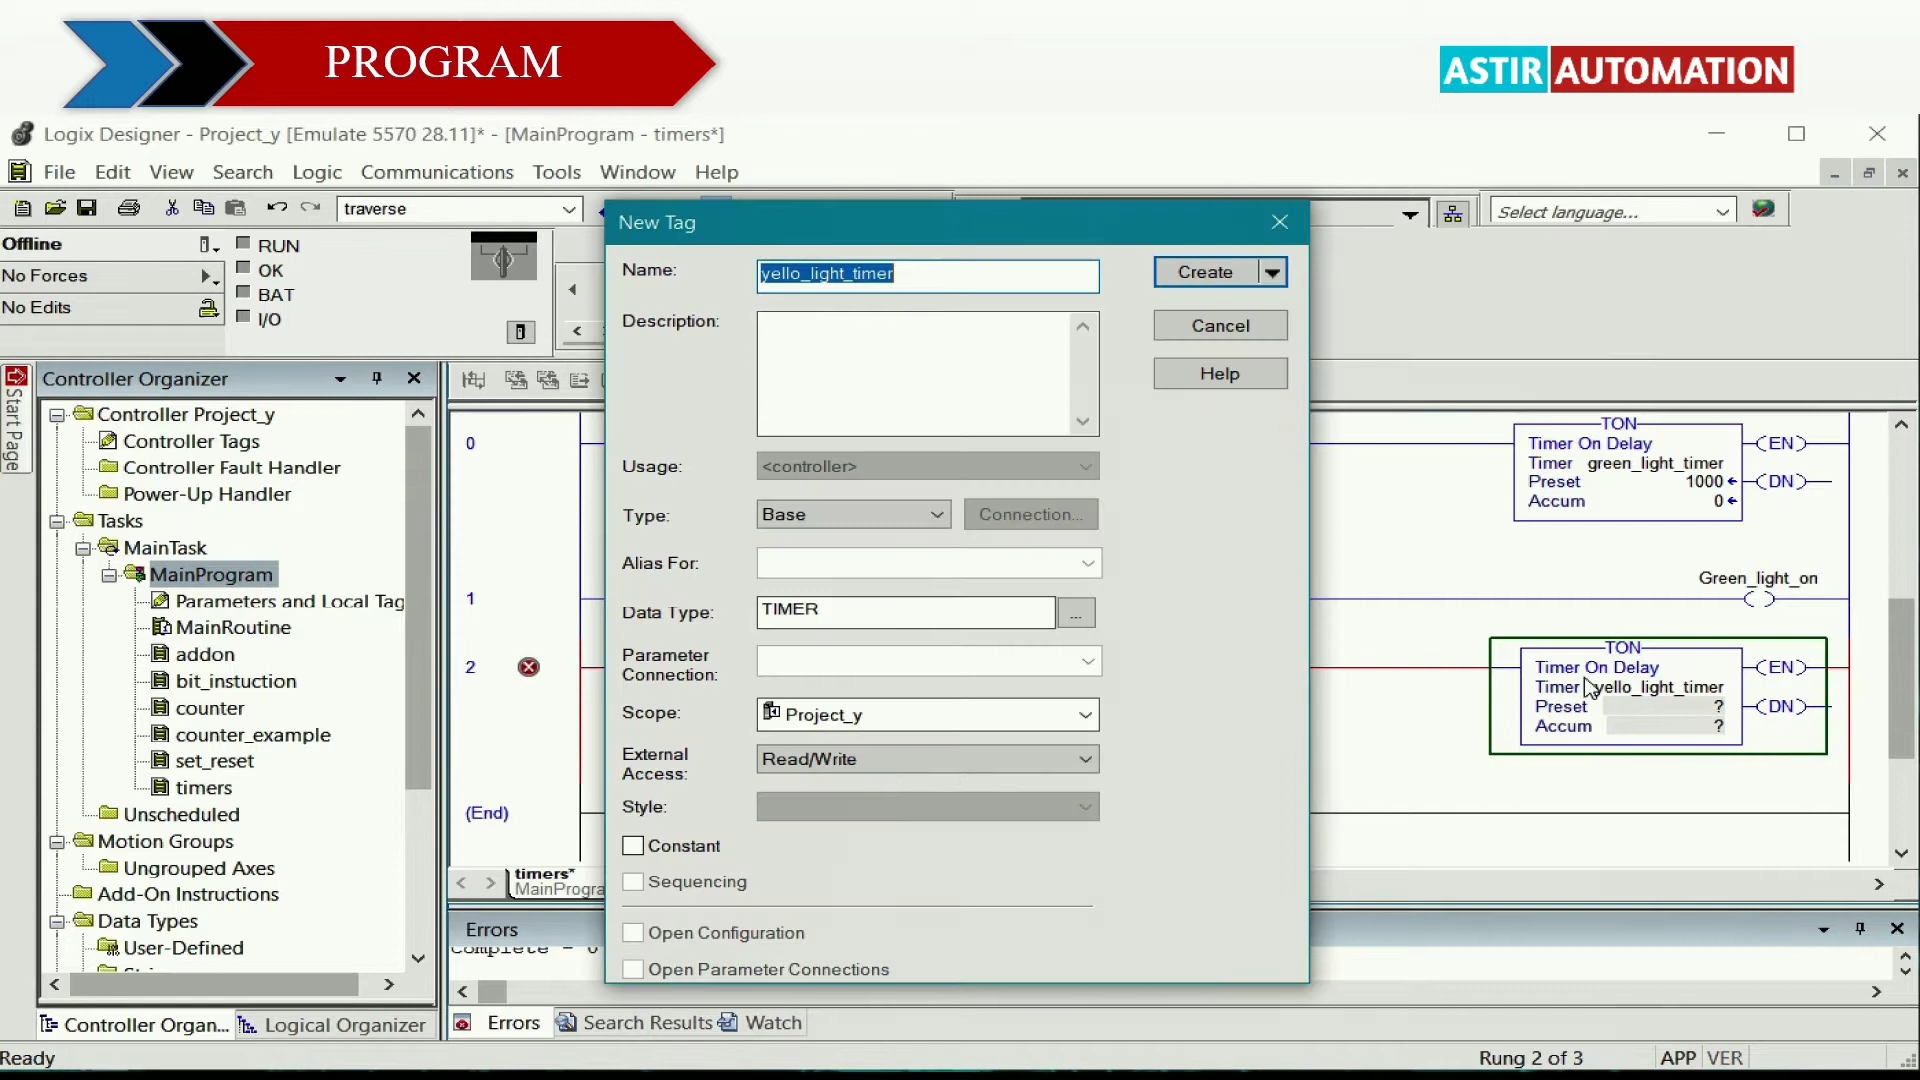 PROGRAM
ASTIR AUTOMATION
Logix Designer - Project_y [Emulate 5570 28.11]* - [MainProgram - timers*]
File Edit View Search Logic Communications Tools Window Help
traverse
Select language...
Offline
No Forces
No Edits
RUN
OK
BAT
I/O
Start Page
Controller Organizer
Controller Project_y
Controller Tags
Controller Fault Handler
Power-Up Handler
Tasks
MainTask
MainProgram
Parameters and Local Tag
MainRoutine
addon
bit_instuction
counter
counter_example
set_reset
timers
Unscheduled
Motion Groups
Ungrouped Axes
Add-On Instructions
Data Types
User-Defined
Controller Organ...
Logical Organizer
New Tag
Name: yello_light_timer
Description:
Usage: <controller>
Type: Base Connection...
Alias For:
Data Type: TIMER ...
Parameter
Connection:
Scope: Project_y
External
Access: Read/Write
Style:
Constant
Sequencing
Open Configuration
Open Parameter Connections
Create
Cancel
Help
0
TON
Timer On Delay
Timer green_light_timer
Preset 1000
Accum 0
(EN)
(DN)
1
Green_light_on
2
TON
Timer On Delay
Timer yello_light_timer
Preset ?
Accum ?
(EN)
(DN)
(End)
timers*
MainProgra
Errors
Complete - 0
Errors Search Results Watch
Ready
Rung 2 of 3
APP VER